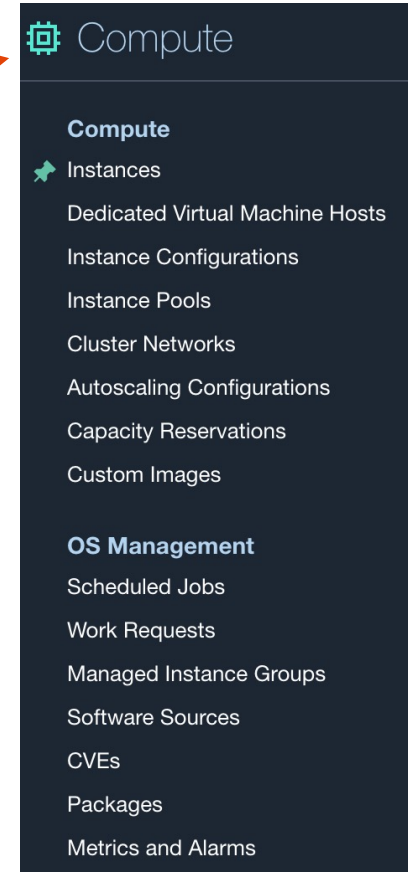 Compute
Compute
Instances
Dedicated Virtual Machine Hosts
Instance Configurations
Instance Pools
Cluster Networks
Autoscaling Configurations
Capacity Reservations
Custom Images
OS Management
Scheduled Jobs
Work Requests
Managed Instance Groups
Software Sources
CVEs
Packages
Metrics and Alarms